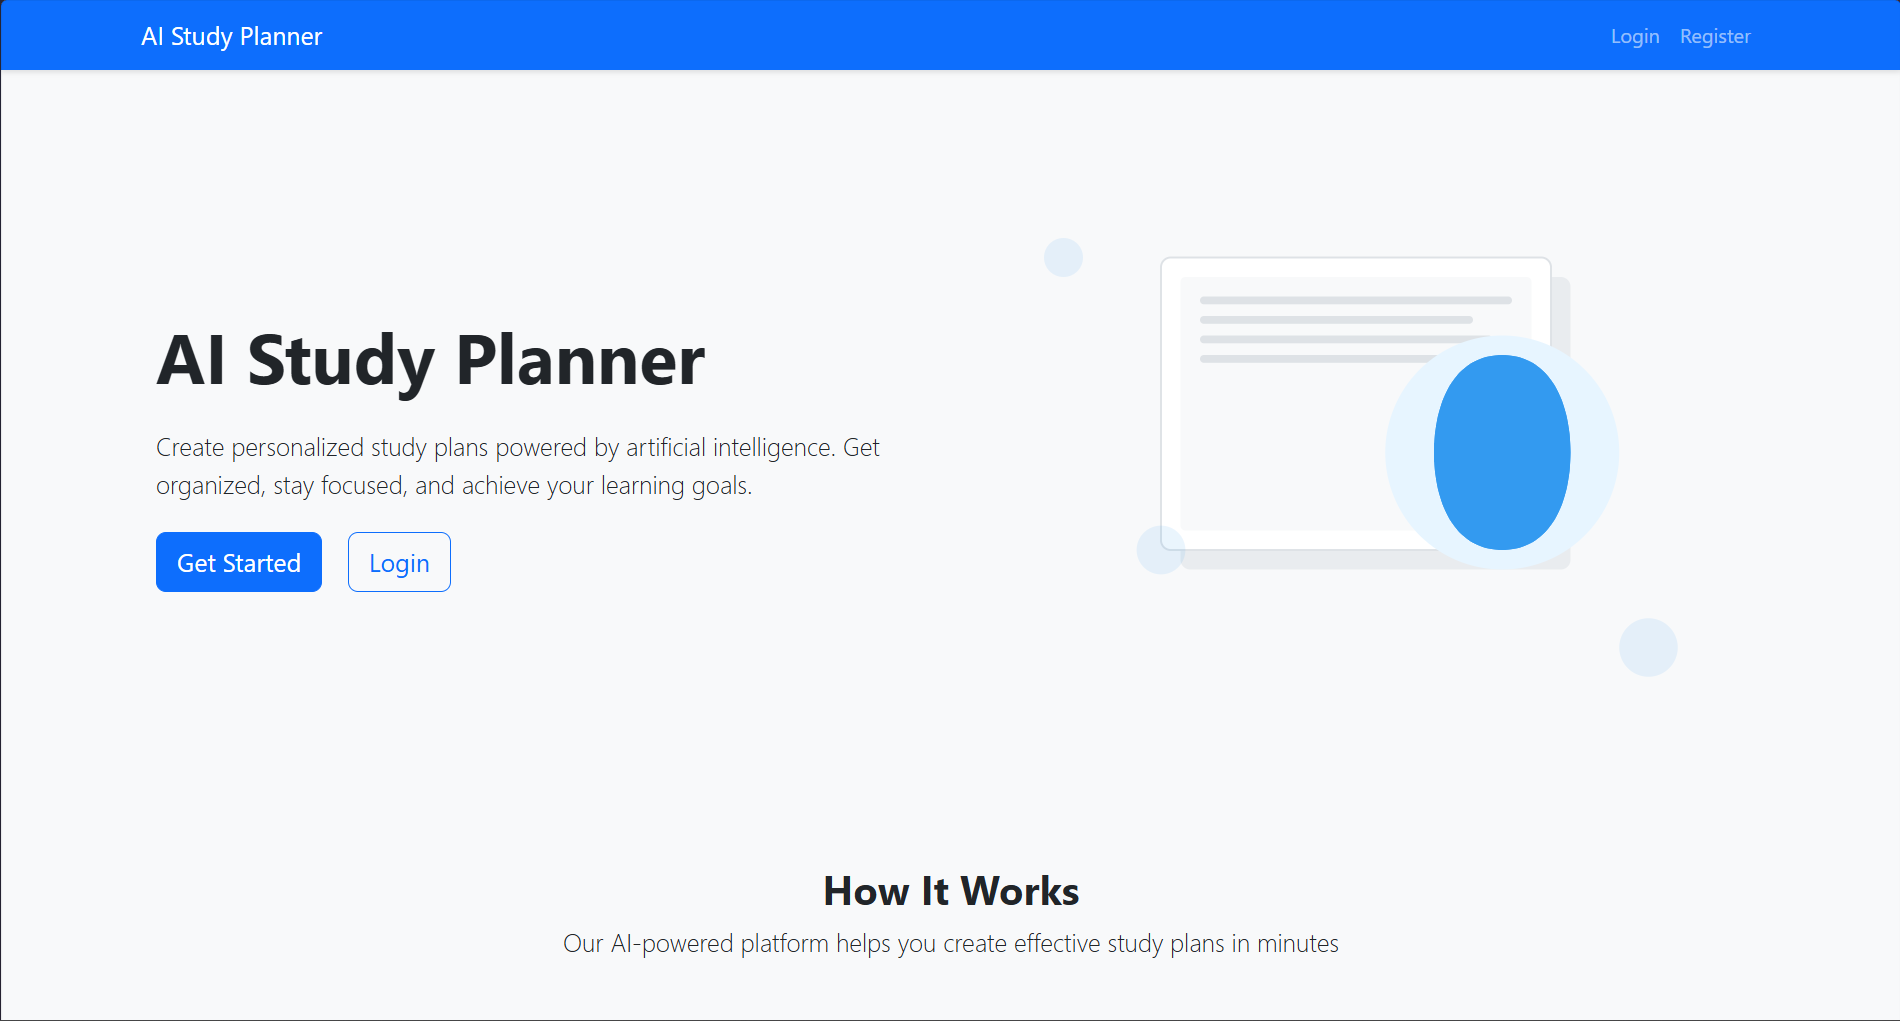 AI Study Planner
Login
Register
AI Study Planner
Create personalized study plans powered by artificial intelligence. Get
organized, stay focused, and achieve your learning goals.
Get Started
Login
How It Works
Our AI-powered platform helps you create effective study plans in minutes